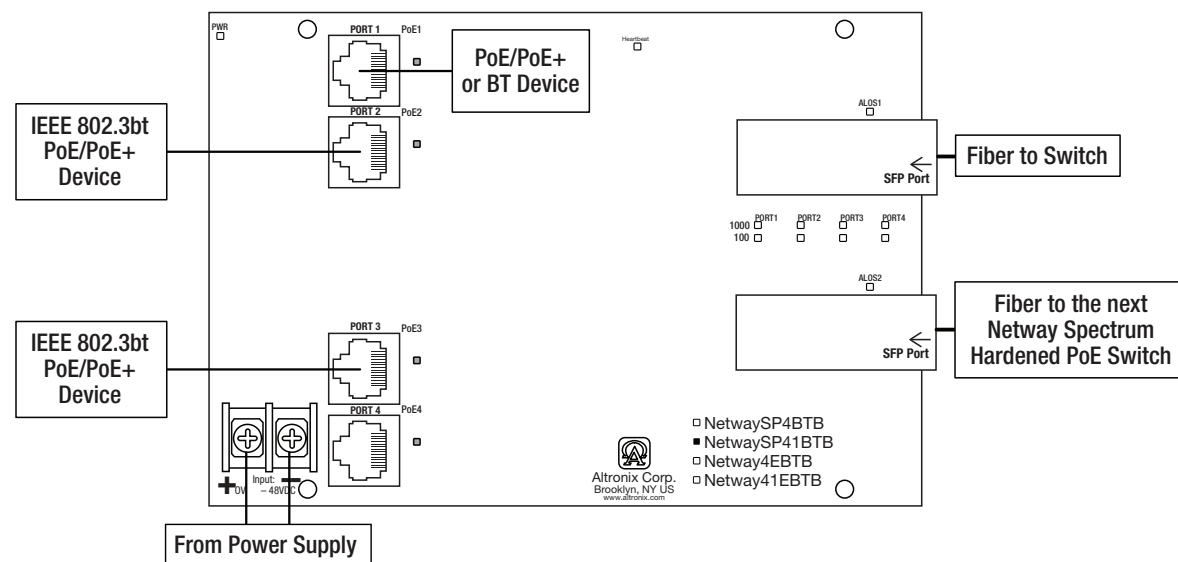 PWR
PORT 1
PoE1
PoE/PoE+
or BT Device
Heartbeat
PORT 2
PoE2
IEEE 802.3bt
PoE/PoE+
Device
ALOS1
SFP Port
Fiber to Switch
PORT1 PORT2 PORT3 PORT4
1000
100
ALOS2
SFP Port
Fiber to the next
Netway Spectrum
Hardened PoE Switch
PORT 3
PoE3
IEEE 802.3bt
PoE/PoE+
Device
PORT 4
PoE4
NetwaySP4BTB
NetwaySP41BTB
Netway4EBTB
Netway41EBTB
Altronix Corp.
Brooklyn, NY US
www.altronix.com
Input:
+ 0V – 48VDC –
From Power Supply